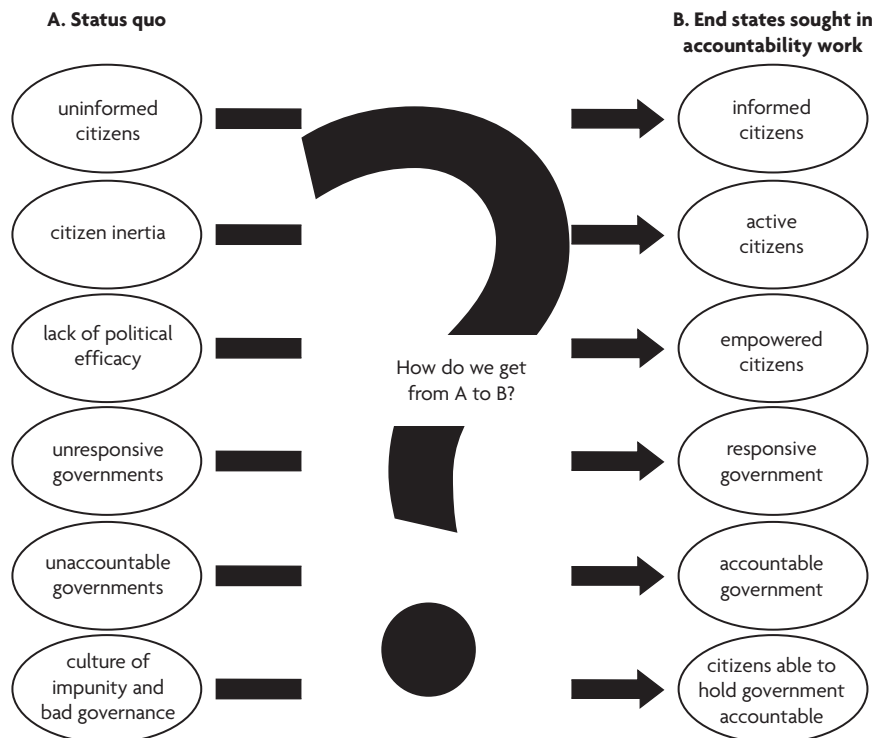 A. Status quo
B. End states sought in
accountability work
uninformed
citizens
informed
citizens
citizen inertia
active
citizens
lack of political
efficacy
How do we get
from A to B?
empowered
citizens
unresponsive
governments
responsive
government
unaccountable
governments
accountable
government
culture of
impunity and
bad governance
citizens able to
hold government
accountable